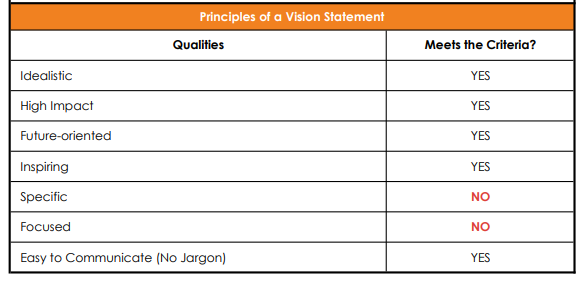 Principles of a Vision Statement
Qualities Meets the Criteria?
Idealistic YES
High Impact YES
Future-oriented YES
Inspiring YES
Specific NO
Focused NO
Easy to Communicate (No Jargon) YES